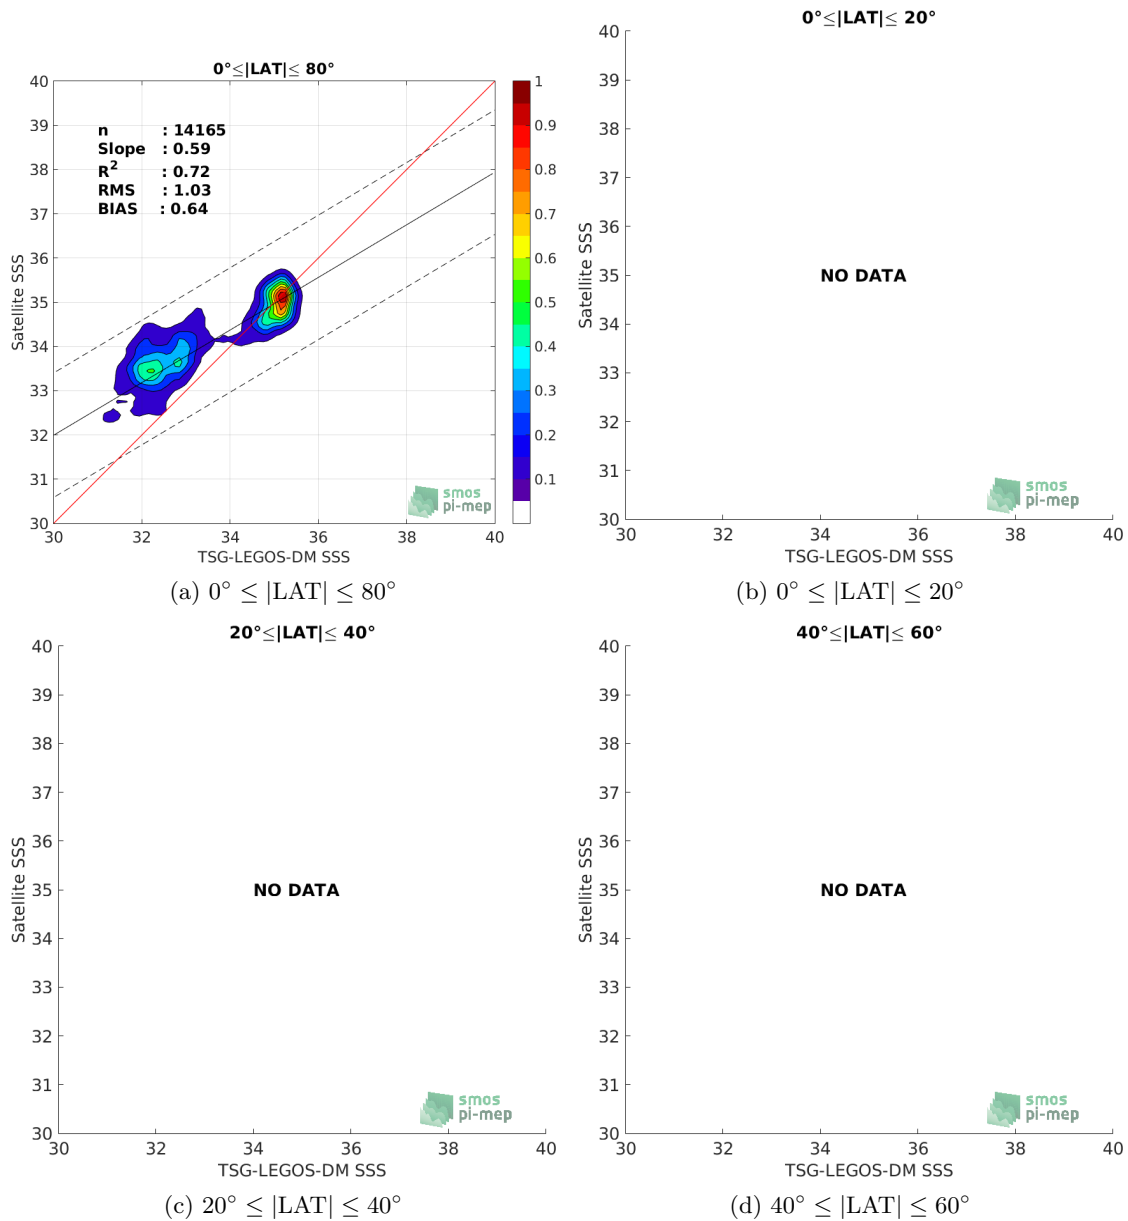 0°≤|LAT|≤ 80°
n : 14165
Slope : 0.59
R2 : 0.72
RMS : 1.03
BIAS : 0.64
40
39
38
37
36
35
34
33
32
31
30
Satellite SSS
30 32 34 36 38 40
TSG-LEGOS-DM SSS
1
0.9
0.8
0.7
0.6
0.5
0.4
0.3
0.2
0.1
smos
pi-mep
(a) 0° ≤ |LAT| ≤ 80°
0°≤|LAT|≤ 20°
40
39
38
37
36
35
34
33
32
31
30
Satellite SSS
NO DATA
smos
pi-mep
30 32 34 36 38 40
TSG-LEGOS-DM SSS
(b) 0° ≤ |LAT| ≤ 20°
20°≤|LAT|≤ 40°
40
39
38
37
36
35
34
33
32
31
30
Satellite SSS
NO DATA
smos
pi-mep
30 32 34 36 38 40
TSG-LEGOS-DM SSS
(c) 20° ≤ |LAT| ≤ 40°
40°≤|LAT|≤ 60°
40
39
38
37
36
35
34
33
32
31
30
Satellite SSS
NO DATA
smos
pi-mep
30 32 34 36 38 40
TSG-LEGOS-DM SSS
(d) 40° ≤ |LAT| ≤ 60°